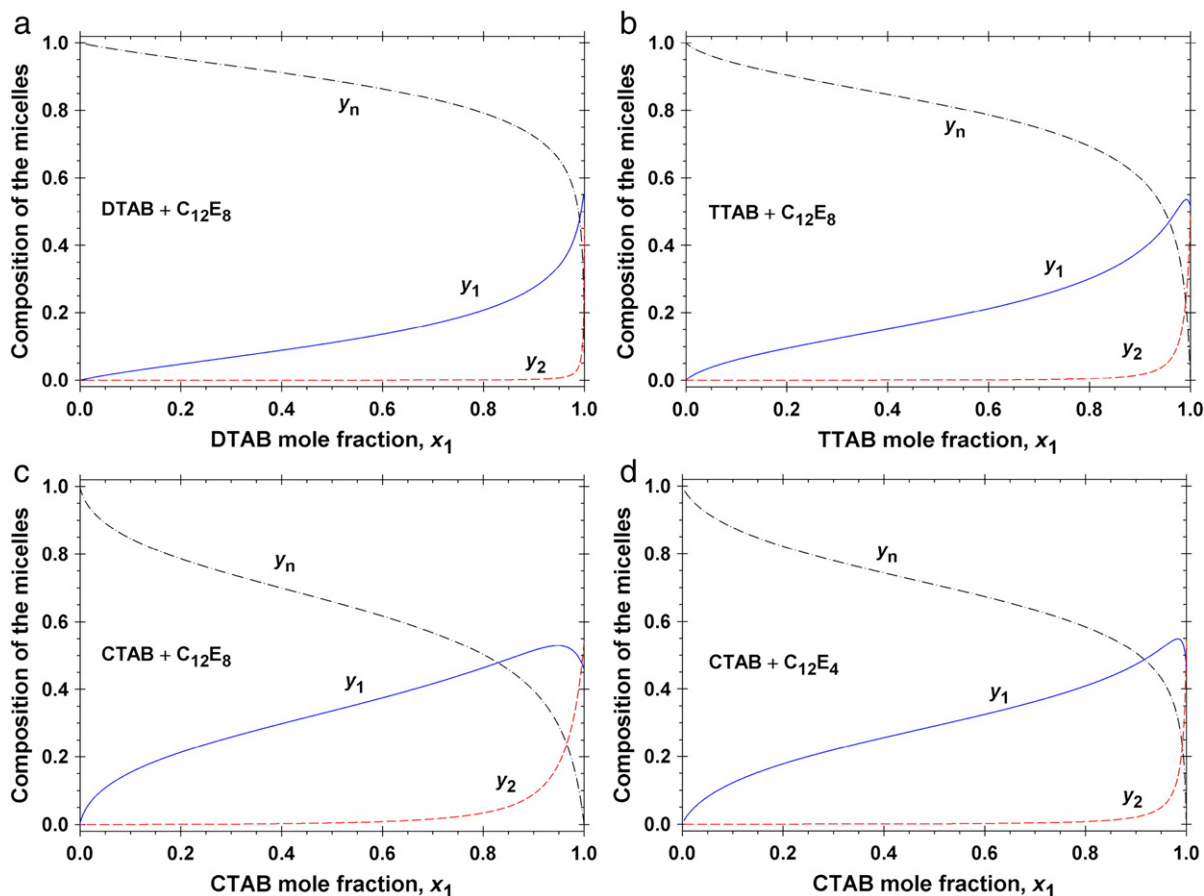 a
Composition of the micelles
1.0
0.8
0.6
0.4
0.2
0.0
yn
DTAB + C12E8
y1
y2
0.0 0.2 0.4 0.6 0.8 1.0
DTAB mole fraction, x1
b
Composition of the micelles
1.0
0.8
0.6
0.4
0.2
0.0
yn
TTAB + C12E8
y1
y2
0.0 0.2 0.4 0.6 0.8 1.0
TTAB mole fraction, x1
c
Composition of the micelles
1.0
0.8
0.6
0.4
0.2
0.0
yn
CTAB + C12E8
y1
y2
0.0 0.2 0.4 0.6 0.8 1.0
CTAB mole fraction, x1
d
Composition of the micelles
1.0
0.8
0.6
0.4
0.2
0.0
yn
CTAB + C12E4
y1
y2
0.0 0.2 0.4 0.6 0.8 1.0
CTAB mole fraction, x1